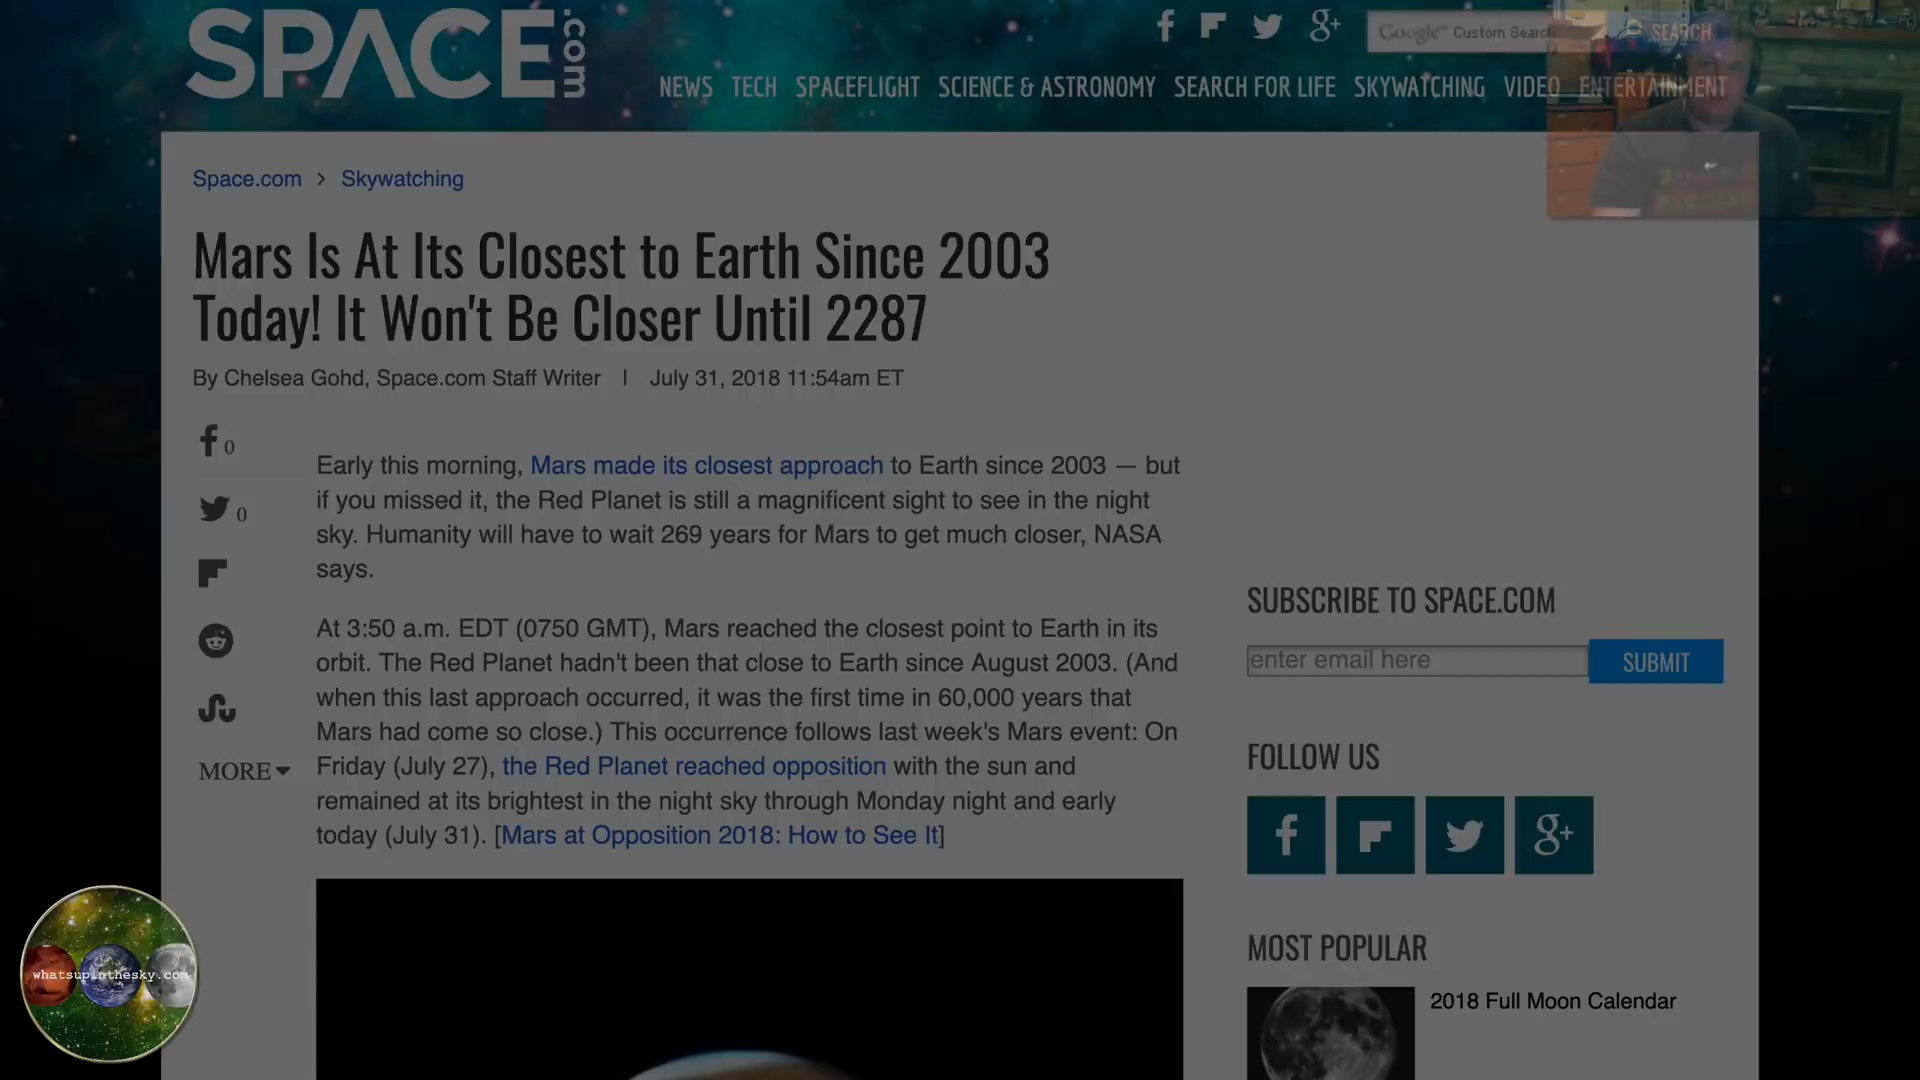 SPACE.com
Google™ Custom Search
SEARCH
NEWS TECH SPACEFLIGHT SCIENCE & ASTRONOMY SEARCH FOR LIFE SKYWATCHING VIDEO ENTERTAINMENT
Space.com > Skywatching
Mars Is At Its Closest to Earth Since 2003
Today! It Won't Be Closer Until 2287
By Chelsea Gohd, Space.com Staff Writer | July 31, 2018 11:54am ET
0
0
MORE
Early this morning, Mars made its closest approach to Earth since 2003 — but
if you missed it, the Red Planet is still a magnificent sight to see in the night
sky. Humanity will have to wait 269 years for Mars to get much closer, NASA
says.
At 3:50 a.m. EDT (0750 GMT), Mars reached the closest point to Earth in its
orbit. The Red Planet hadn't been that close to Earth since August 2003. (And
when this last approach occurred, it was the first time in 60,000 years that
Mars had come so close.) This occurrence follows last week's Mars event: On
Friday (July 27), the Red Planet reached opposition with the sun and
remained at its brightest in the night sky through Monday night and early
today (July 31). [Mars at Opposition 2018: How to See It]
SUBSCRIBE TO SPACE.COM
enter email here
SUBMIT
FOLLOW US
MOST POPULAR
2018 Full Moon Calendar
whatsupinthesky.com